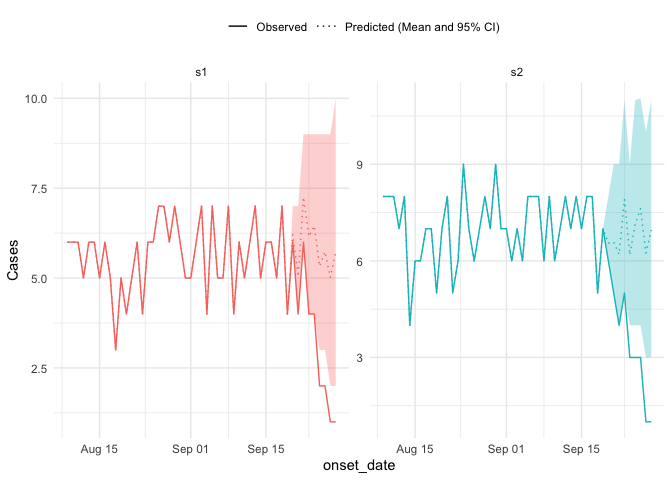 Observed Predicted (Mean and 95% CI)
s1 s2
Cases
10.0
7.5
5.0
2.5
9
6
3
Aug 15 Sep 01 Sep 15 Aug 15 Sep 01 Sep 15
onset_date